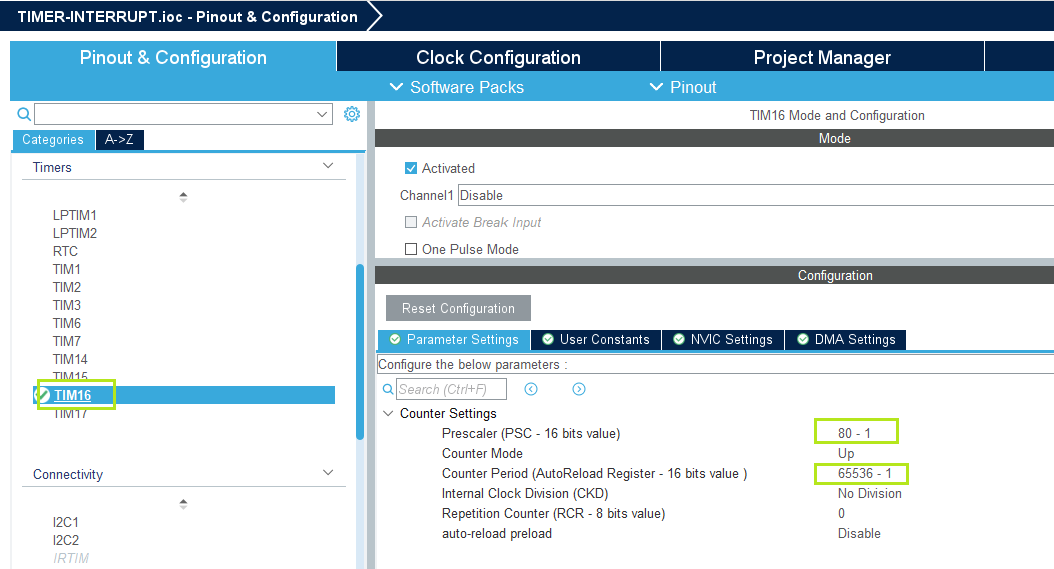 TIMER-INTERRUPT.ioc - Pinout & Configuration
Pinout & Configuration
Clock Configuration
Project Manager
Software Packs
Pinout
Categories
A->Z
Timers
LPTIM1
LPTIM2
RTC
TIM1
TIM2
TIM3
TIM6
TIM7
TIM14
TIM15
TIM16
TIM17
Connectivity
I2C1
I2C2
IRTIM
TIM16 Mode and Configuration
Mode
Activated
Channel1 Disable
Activate Break Input
One Pulse Mode
Configuration
Reset Configuration
Parameter Settings
User Constants
NVIC Settings
DMA Settings
Configure the below parameters :
Search (Ctrl+F)
Counter Settings
Prescaler (PSC - 16 bits value) 80 - 1
Counter Mode Up
Counter Period (AutoReload Register - 16 bits value ) 65536 - 1
Internal Clock Division (CKD) No Division
Repetition Counter (RCR - 8 bits value) 0
auto-reload preload Disable